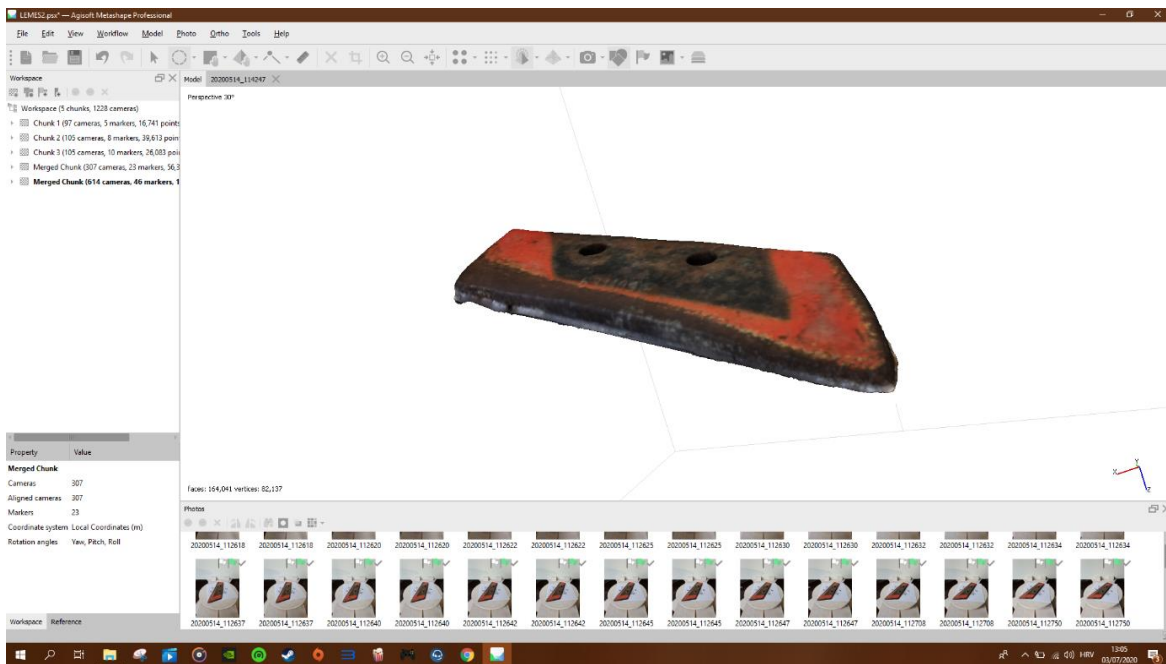 LEMES2.psx* — Agisoft Metashape Professional
File Edit View Workflow Model Photo Ortho Tools Help
Workspace
Model 20200514_114247
Perspective 30°
Workspace (5 chunks, 1228 cameras)
Chunk 1 (97 cameras, 5 markers, 16,741 points
Chunk 2 (105 cameras, 8 markers, 39,613 poin
Chunk 3 (105 cameras, 10 markers, 26,083 poi
Merged Chunk (307 cameras, 23 markers, 56,3
Merged Chunk (614 cameras, 46 markers, 1
Property Value
Merged Chunk
Cameras 307
Aligned cameras 307
Markers 23
Coordinate system Local Coordinates (m)
Rotation angles Yaw, Pitch, Roll
Workspace Reference
faces: 164,041 vertices: 82,137
X Y Z
Photos
20200514_112618 20200514_112618 20200514_112620 20200514_112620 20200514_112622 20200514_112622 20200514_112625 20200514_112625 20200514_112630 20200514_112630 20200514_112632 20200514_112632 20200514_112634 20200514_112634
20200514_112637 20200514_112637 20200514_112640 20200514_112640 20200514_112642 20200514_112642 20200514_112645 20200514_112645 20200514_112647 20200514_112647 20200514_112708 20200514_112708 20200514_112750 20200514_112750
HRV
13:05
03/07/2020